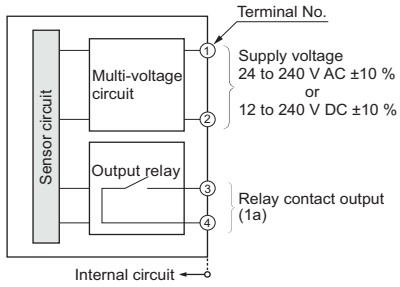 Terminal No.
1
Supply voltage
24 to 240 V AC ±10 %
or
12 to 240 V DC ±10 %
Multi-voltage
circuit
2
Sensor circuit
Output relay
3
Relay contact output
(1a)
4
Internal circuit